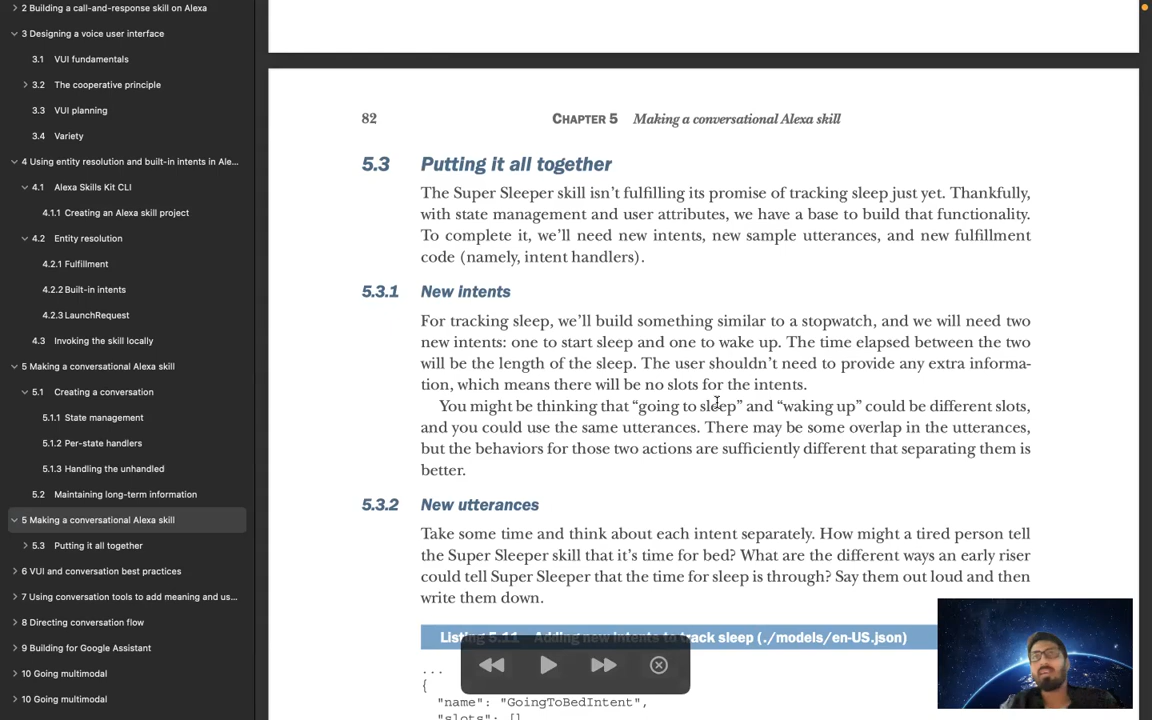 2 Building a call-and-response skill on Alexa
3 Designing a voice user interface
3.1 VUI fundamentals
3.2 The cooperative principle
3.3 VUI planning
3.4 Variety
4 Using entity resolution and built-in intents in Ale...
4.1 Alexa Skills Kit CLI
4.1.1 Creating an Alexa skill project
4.2 Entity resolution
4.2.1 Fulfillment
4.2.2 Built-in intents
4.2.3 LaunchRequest
4.3 Invoking the skill locally
5 Making a conversational Alexa skill
5.1 Creating a conversation
5.1.1 State management
5.1.2 Per-state handlers
5.1.3 Handling the unhandled
5.2 Maintaining long-term information
5 Making a conversational Alexa skill
5.3 Putting it all together
6 VUI and conversation best practices
7 Using conversation tools to add meaning and us...
8 Directing conversation flow
9 Building for Google Assistant
10 Going multimodal
10 Going multimodal
82 CHAPTER 5 Making a conversational Alexa skill
5.3 Putting it all together
The Super Sleeper skill isn't fulfilling its promise of tracking sleep just yet. Thankfully,
with state management and user attributes, we have a base to build that functionality.
To complete it, we'll need new intents, new sample utterances, and new fulfillment
code (namely, intent handlers).
5.3.1 New intents
For tracking sleep, we'll build something similar to a stopwatch, and we will need two
new intents: one to start sleep and one to wake up. The time elapsed between the two
will be the length of the sleep. The user shouldn't need to provide any extra informa-
tion, which means there will be no slots for the intents.
You might be thinking that "going to sleep" and "waking up" could be different slots,
and you could use the same utterances. There may be some overlap in the utterances,
but the behaviors for those two actions are sufficiently different that separating them is
better.
5.3.2 New utterances
Take some time and think about each intent separately. How might a tired person tell
the Super Sleeper skill that it's time for bed? What are the different ways an early riser
could tell Super Sleeper that the time for sleep is through? Say them out loud and then
write them down.
Listing 5.11 Adding new intents to track sleep (./models/en-US.json)
...
{
"name": "GoingToBedIntent",
"slots": []